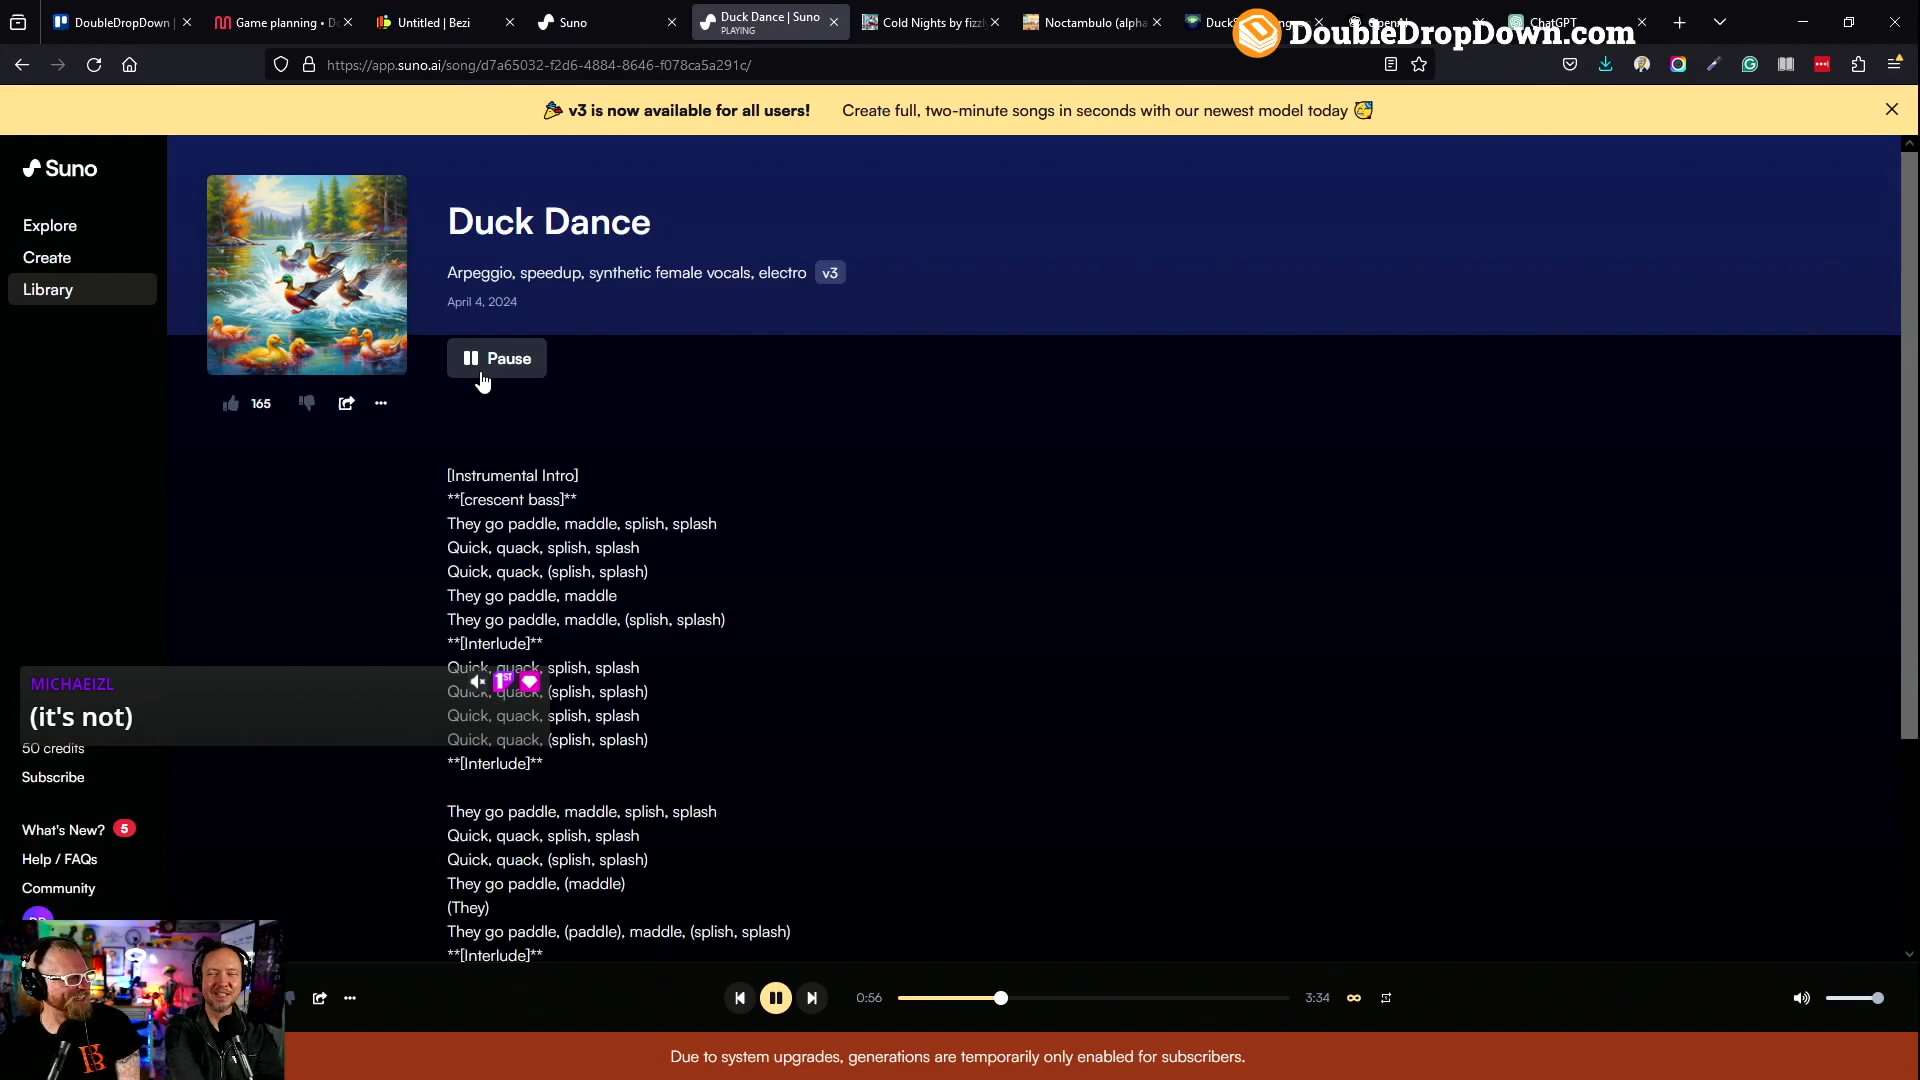 DoubleDropDown |
Game planning • D
Untitled | Bezi
Suno
Duck Dance | Suno
PLAYING
Cold Nights by fizzy
Noctambulo (alpha
Duck
OpenAI
ChatGPT
DoubleDropDown.com
https://app.suno.ai/song/d7a65032-f2d6-4884-8646-f078ca5a291c/
v3 is now available for all users! Create full, two-minute songs in seconds with our newest model today
Suno
Explore
Create
Library
Duck Dance
Arpeggio, speedup, synthetic female vocals, electro v3
April 4, 2024
Pause
165
[Instrumental Intro]
**[crescent bass]**
They go paddle, maddle, splish, splash
Quick, quack, splish, splash
Quick, quack, (splish, splash)
They go paddle, maddle
They go paddle, maddle, (splish, splash)
**[Interlude]**
Quick, quack, splish, splash
Quick, quack, (splish, splash)
Quick, quack, splish, splash
Quick, quack, (splish, splash)
**[Interlude]**
They go paddle, maddle, splish, splash
Quick, quack, splish, splash
Quick, quack, (splish, splash)
They go paddle, (maddle)
(They)
They go paddle, (paddle), maddle, (splish, splash)
**[Interlude]**
MICHAEIZL
1ST
(it's not)
50 credits
Subscribe
What's New? 5
Help / FAQs
Community
0:56
3:34
Due to system upgrades, generations are temporarily only enabled for subscribers.